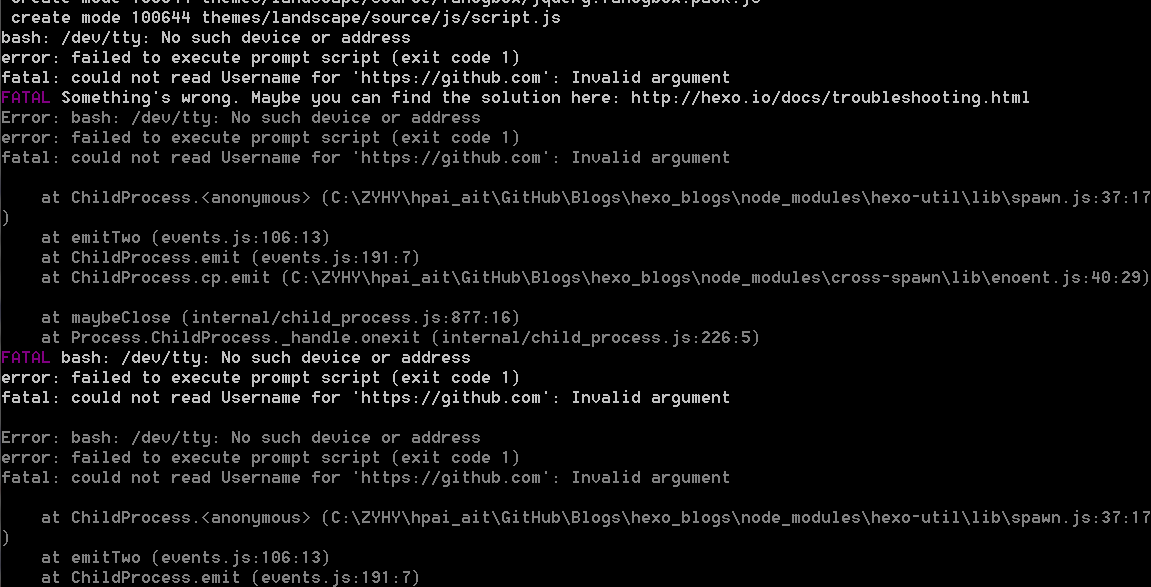 create mode 100644 themes/landscape/source/fancybox/jquery.fancybox.pack.js
create mode 100644 themes/landscape/source/js/script.js
bash: /dev/tty: No such device or address
error: failed to execute prompt script (exit code 1)
fatal: could not read Username for 'https://github.com': Invalid argument
FATAL Something's wrong. Maybe you can find the solution here: http://hexo.io/docs/troubleshooting.html
Error: bash: /dev/tty: No such device or address
error: failed to execute prompt script (exit code 1)
fatal: could not read Username for 'https://github.com': Invalid argument
at ChildProcess.<anonymous> (C:\ZYHY\hpai_ait\GitHub\Blogs\hexo_blogs\node_modules\hexo-util\lib\spawn.js:37:17
)
at emitTwo (events.js:106:13)
at ChildProcess.emit (events.js:191:7)
at ChildProcess.cp.emit (C:\ZYHY\hpai_ait\GitHub\Blogs\hexo_blogs\node_modules\cross-spawn\lib\enoent.js:40:29)
at maybeClose (internal/child_process.js:877:16)
at Process.ChildProcess._handle.onexit (internal/child_process.js:226:5)
FATAL bash: /dev/tty: No such device or address
error: failed to execute prompt script (exit code 1)
fatal: could not read Username for 'https://github.com': Invalid argument
Error: bash: /dev/tty: No such device or address
error: failed to execute prompt script (exit code 1)
fatal: could not read Username for 'https://github.com': Invalid argument
at ChildProcess.<anonymous> (C:\ZYHY\hpai_ait\GitHub\Blogs\hexo_blogs\node_modules\hexo-util\lib\spawn.js:37:17
)
at emitTwo (events.js:106:13)
at ChildProcess.emit (events.js:191:7)